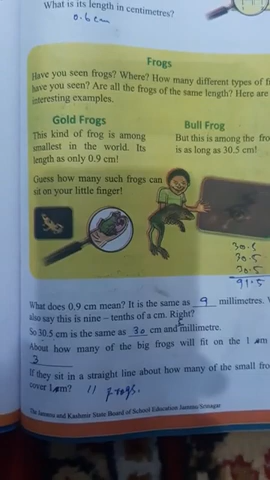 What is its length in centimetres?
0.6 cm
Frogs
Have you seen frogs? Where? How many different types of
have you seen? Are all the frogs of the same length? Here are
interesting examples.
Gold Frogs
This kind of frog is among
smallest in the world. Its
length as only 0.9 cm!
Guess how many such frogs can
sit on your little finger!
Bull Frog
But this is among the
is as long as 30.5 cm!
30.5
30.5
30.5
91.5
What does 0.9 cm mean? It is the same as 9 millimetres.
also say this is nine – tenths of a cm. Right?
So 30.5 cm is the same as 30 cm and millimetre.
About how many of the big frogs will fit on the 1
3
If they sit in a straight line about how many of the small
cover 1 m? 11 frogs.
The Jammu and Kashmir State Board of School Education Jammu/Srinagar